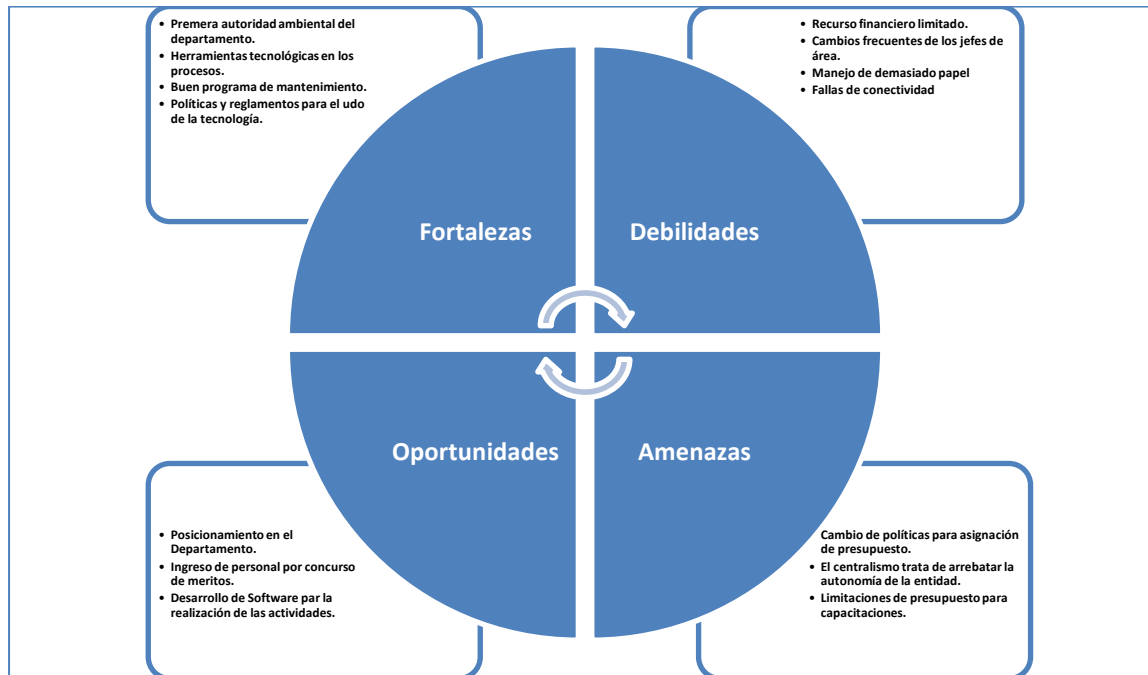 • Premera autoridad ambiental del
departamento.
• Herramientas tecnológicas en los
procesos.
• Buen programa de mantenimiento.
• Políticas y reglamentos para el udo
de la tecnología.
• Recurso financiero limitado.
• Cambios frecuentes de los jefes de
área.
• Manejo de demasiado papel
• Fallas de conectividad
Fortalezas
Debilidades
Oportunidades
Amenazas
• Posicionamiento en el
Departamento.
• Ingreso de personal por concurso
de meritos.
• Desarrollo de Software par la
realización de las actividades.
Cambio de políticas para asignación
de presupuesto.
• El centralismo trata de arrebatar la
autonomía de la entidad.
• Limitaciones de presupuesto para
capacitaciones.